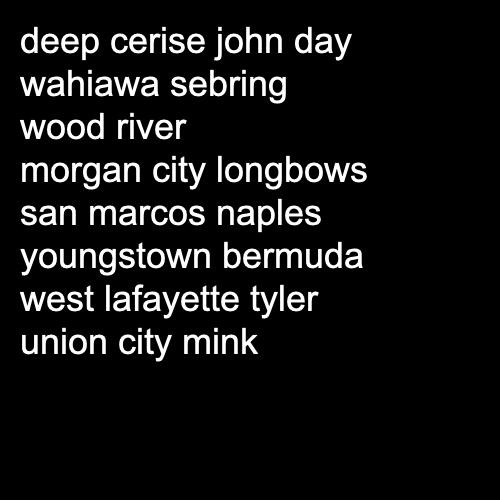 deep cerise john day
wahiawa sebring
wood river
morgan city longbows
san marcos naples
youngstown bermuda
west lafayette tyler
union city mink